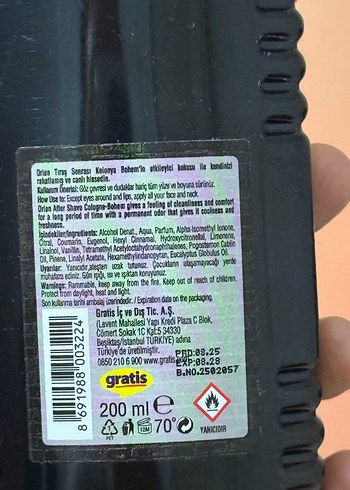 Orion Tıraş Sonrası Kolonya Bohem'in etkileyici kokusu ile kendinizi
rahatlamış ve canlı hissedin.
Kullanım Önerisi: Göz çevresi ve dudaklar hariç tüm yüze ve boyuna sürünüz.
How Use to: Except eyes around and lips, apply all your face and neck.
Orion After Shave Cologne-Bohem gives a feeling of cleanliness and comfort
for a long period of time with a permanent odor that gives it coolness and
freshness.
İçindekiler/Ingredients: Alcohol Denat., Aqua, Parfum, Alpha-Isomethyl Ionone,
Citral, Coumarin, Eugenol, Hexyl Cinnamal, Hydroxycitronellal, Limonene,
Linalool, Vanillin, Tetramethyl Acetyloctahydronaphthalenes, Pogostemon Cablin
Oil, Pinene, Linalyl Acetate, Hexamethylindanopyran, Eucalyptus Globulus Oil.
Uyarılar: Yanıcıdır, ateşten uzak tutunuz. Çocukların ulaşamayacağı yerde
muhafaza ediniz. Gün ışığı, ısı ve ışıktan koruyunuz.
Warnings: Flammable, keep away from the fire. Keep out of reach of children.
Protect from daylight, heat and light.
Son kullanma tarihi ambalaj üzerindedir. / Expiration date on the packaging.
Gratis İç ve Dış Tic. A.Ş.
(Levent Mahallesi Yapı Kredi Plaza C Blok,
Cömert Sokak 1C Kat:5 34330
Beşiktaş/İstanbul TÜRKİYE) adına
Türkiye'de üretilmiştir.
0850 210 6 900 www.gratis
PRD:08.25
EXP:08.28
B.NO.2502057
8 691988 003224
gratis
200 ml e
PET
12M
70°
YANICIDIR